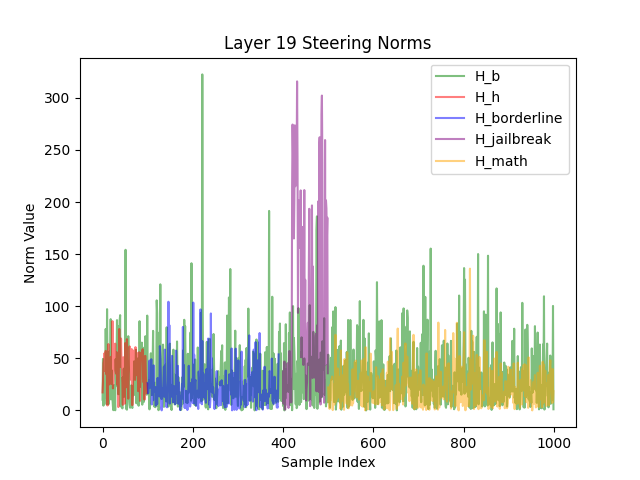 Layer 19 Steering Norms
H_b
H_h
H_borderline
H_jailbreak
H_math
Norm Value
300
250
200
150
100
50
0
0
200
400
600
800
1000
Sample Index